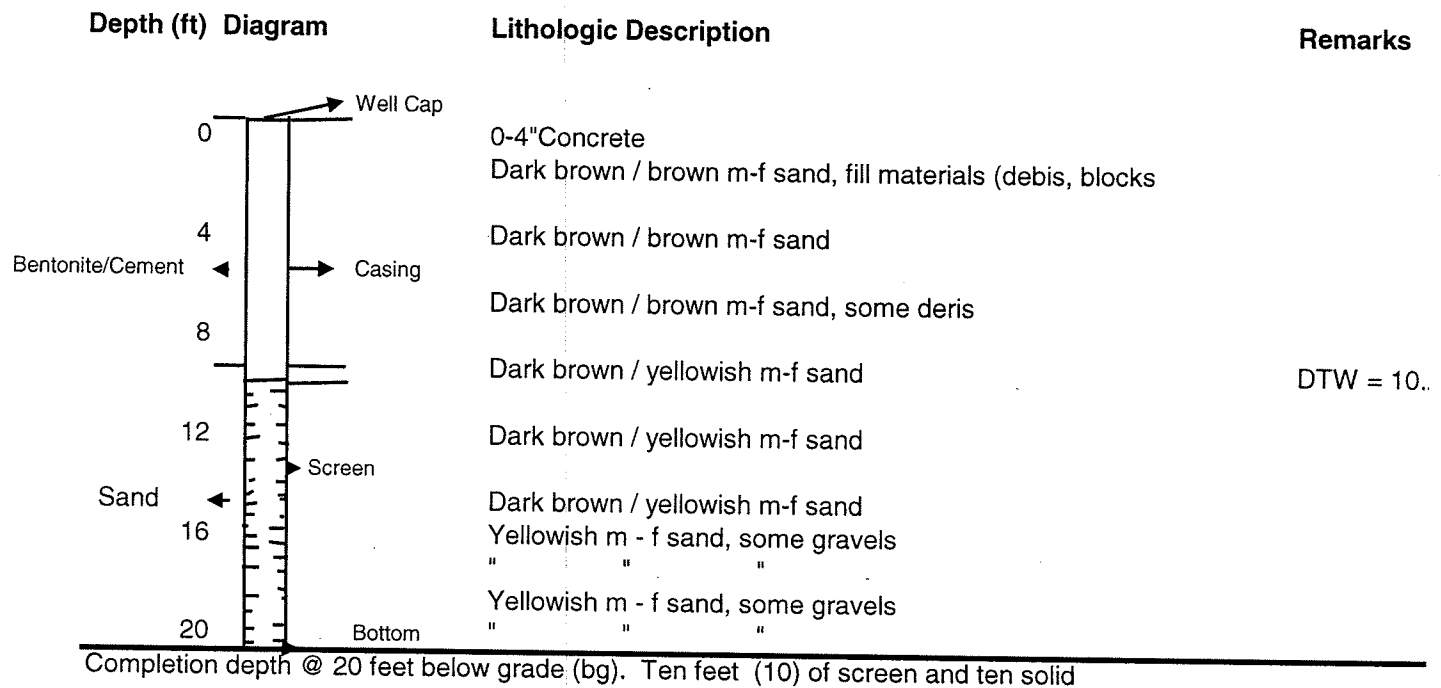 Depth (ft) Diagram Lithologic Description Remarks
Well Cap
0
0-4"Concrete
Dark brown / brown m-f sand, fill materials (debis, blocks
4 Dark brown / brown m-f sand
Bentonite/Cement Casing
Dark brown / brown m-f sand, some deris
8
Dark brown / yellowish m-f sand DTW = 10..
12 Dark brown / yellowish m-f sand
Screen
Sand Dark brown / yellowish m-f sand
16 Yellowish m - f sand, some gravels
" " "
Yellowish m - f sand, some gravels
20 Bottom " " "
Completion depth @ 20 feet below grade (bg). Ten feet (10) of screen and ten solid